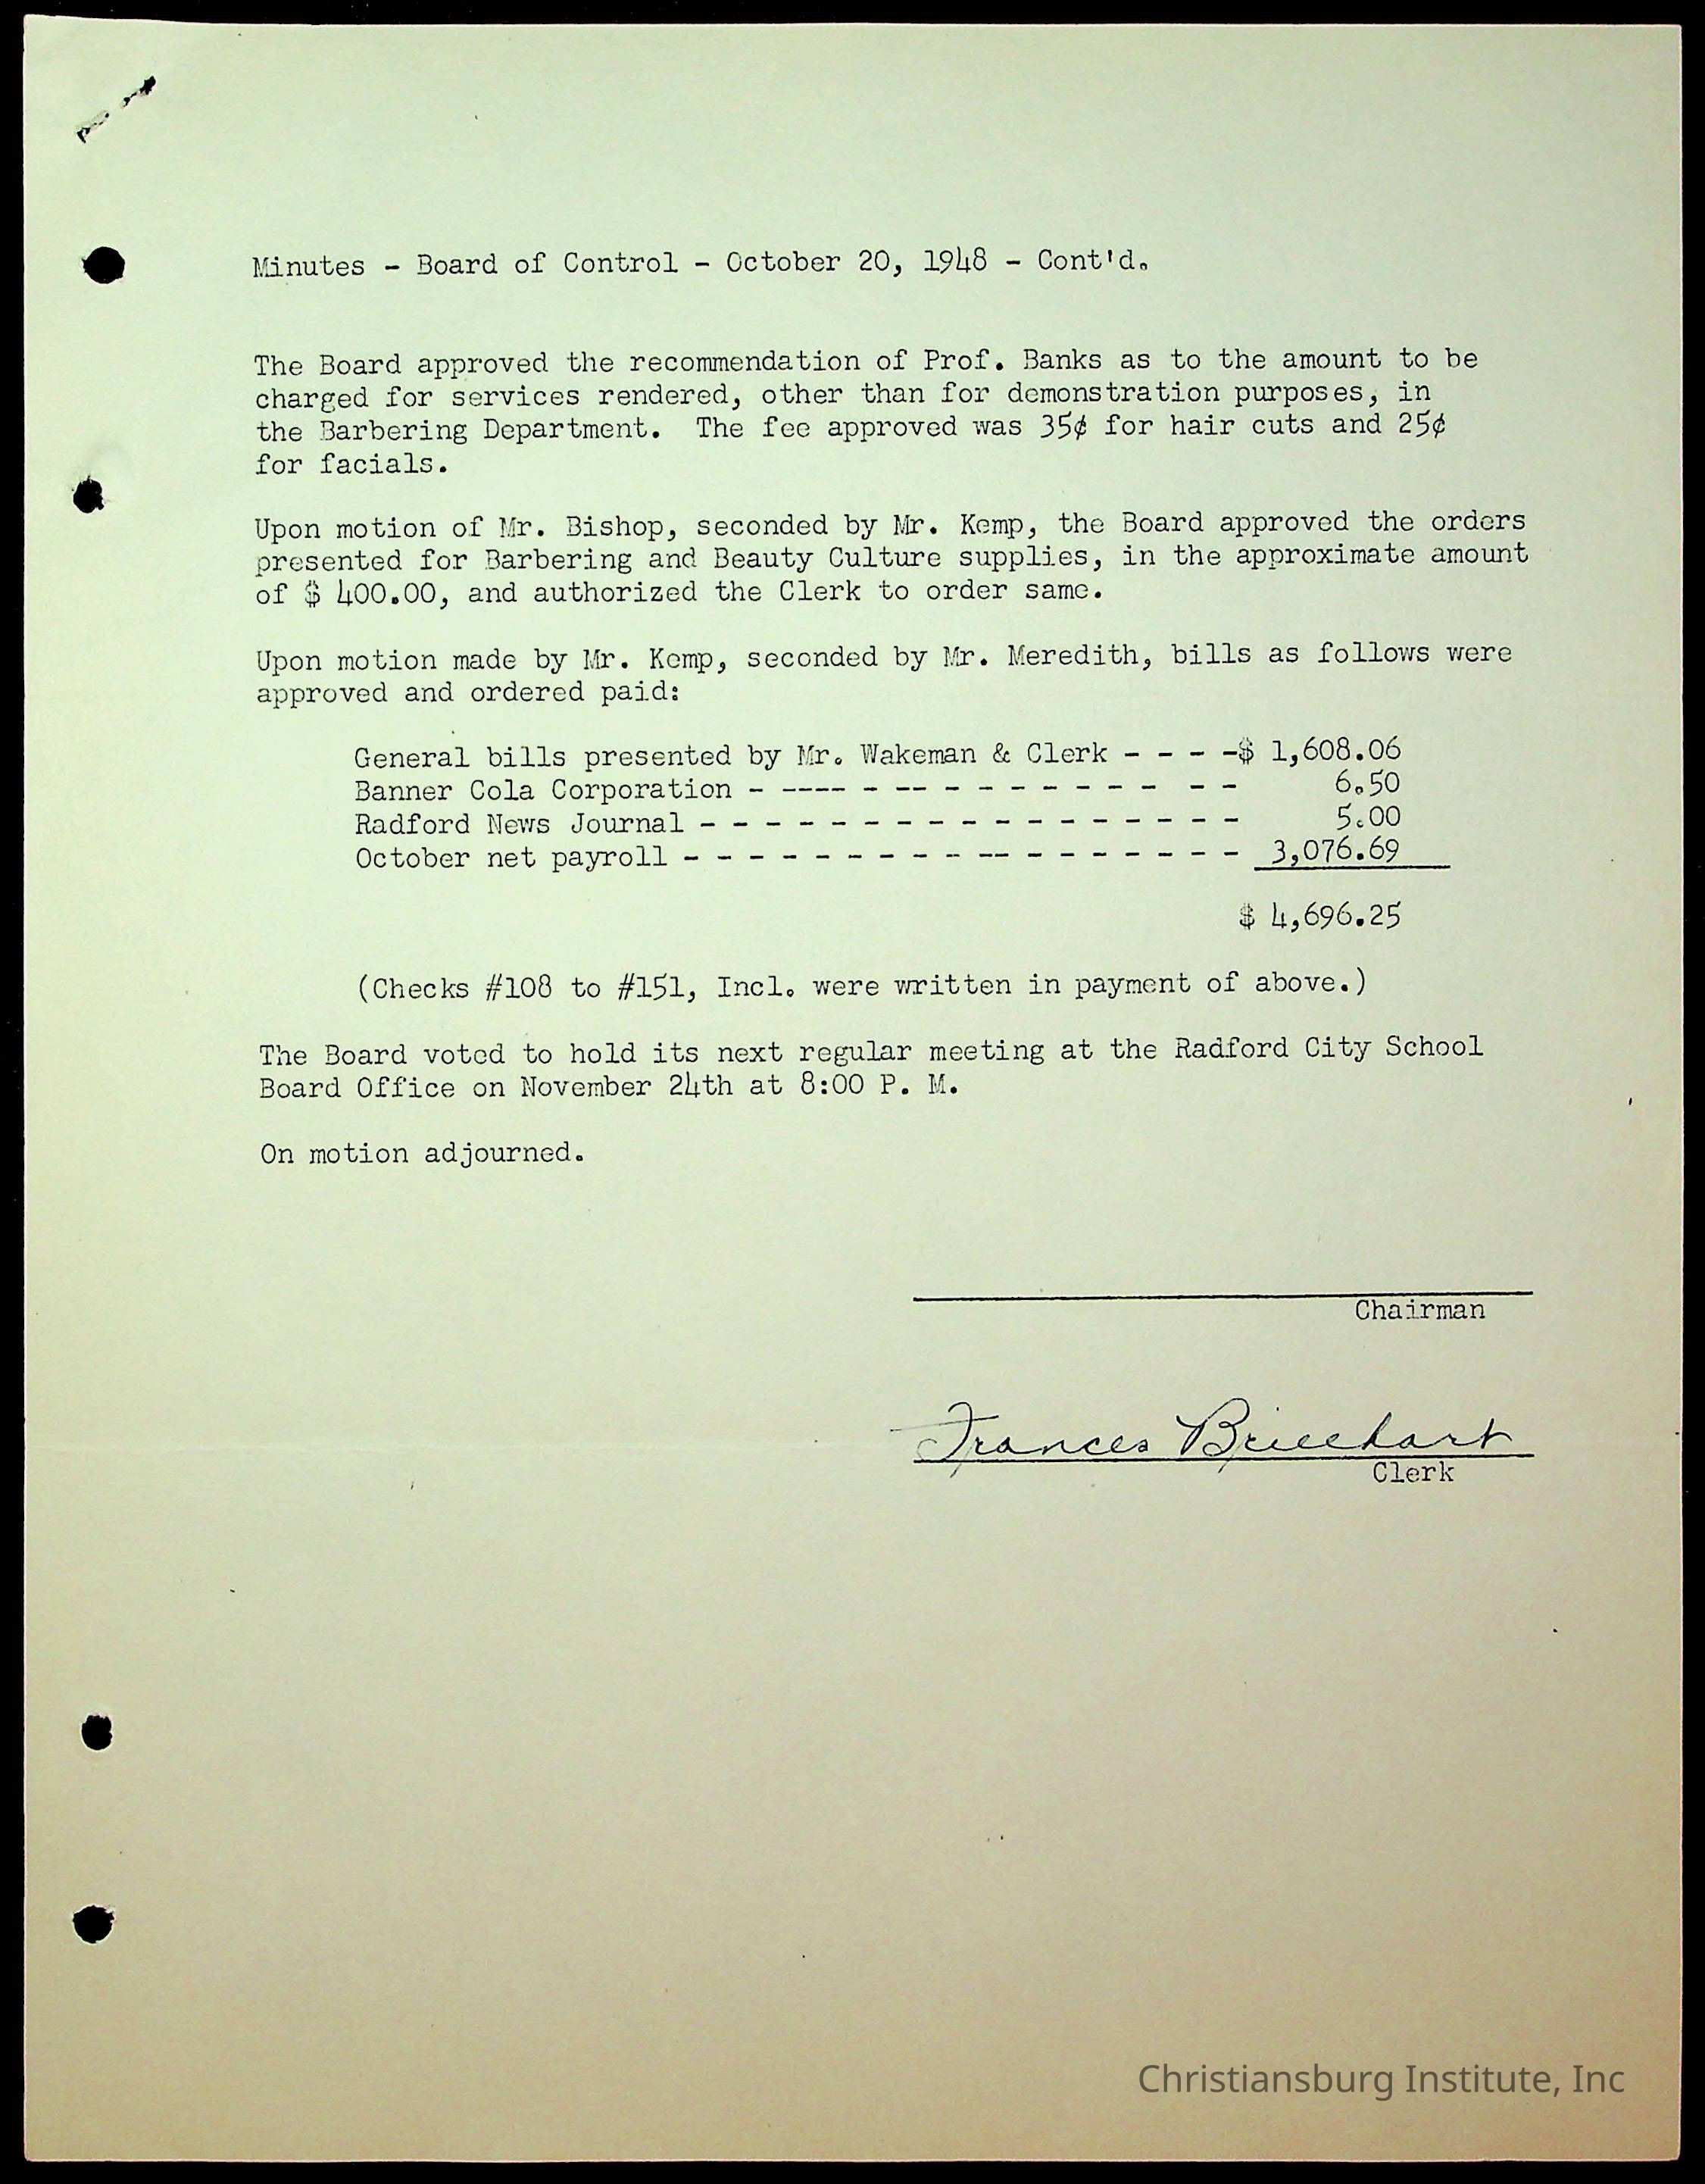 Minutes - Board of Control - October 20, 1948 - Cont'd.
The Board approved the recommendation of Prof. Banks as to the amount to be
charged for services rendered, other than for demonstration purposes, in
the Barbering Department. The fee approved was 35¢ for hair cuts and 25¢
for facials.
Upon motion of Mr. Bishop, seconded by Mr. Kemp, the Board approved the orders
presented for Barbering and Beauty Culture supplies, in the approximate amount
of $ 400.00, and authorized the Clerk to order same.
Upon motion made by Mr. Kemp, seconded by Mr. Meredith, bills as follows were
approved and ordered paid:
General bills presented by Mr. Wakeman & Clerk - - - -$ 1,608.06
Banner Cola Corporation - ---- - -- - - - - - - - - - - 6.50
Radford News Journal - - - - - - - - - - - - - - - - - 5.00
October net payroll - - - - - - - - - -- - - - - - - - 3,076.69
$ 4,696.25
(Checks #108 to #151, Incl. were written in payment of above.)
The Board voted to hold its next regular meeting at the Radford City School
Board Office on November 24th at 8:00 P. M.
On motion adjourned.
Chairman
Frances Bricehart
Clerk
Christiansburg Institute, Inc